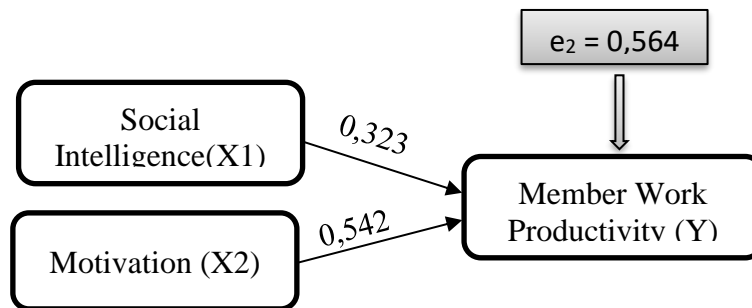 e₂ = 0,564
Social
Intelligence(X1)
0,323
Member Work
Productivity (Y)
0,542
Motivation (X2)